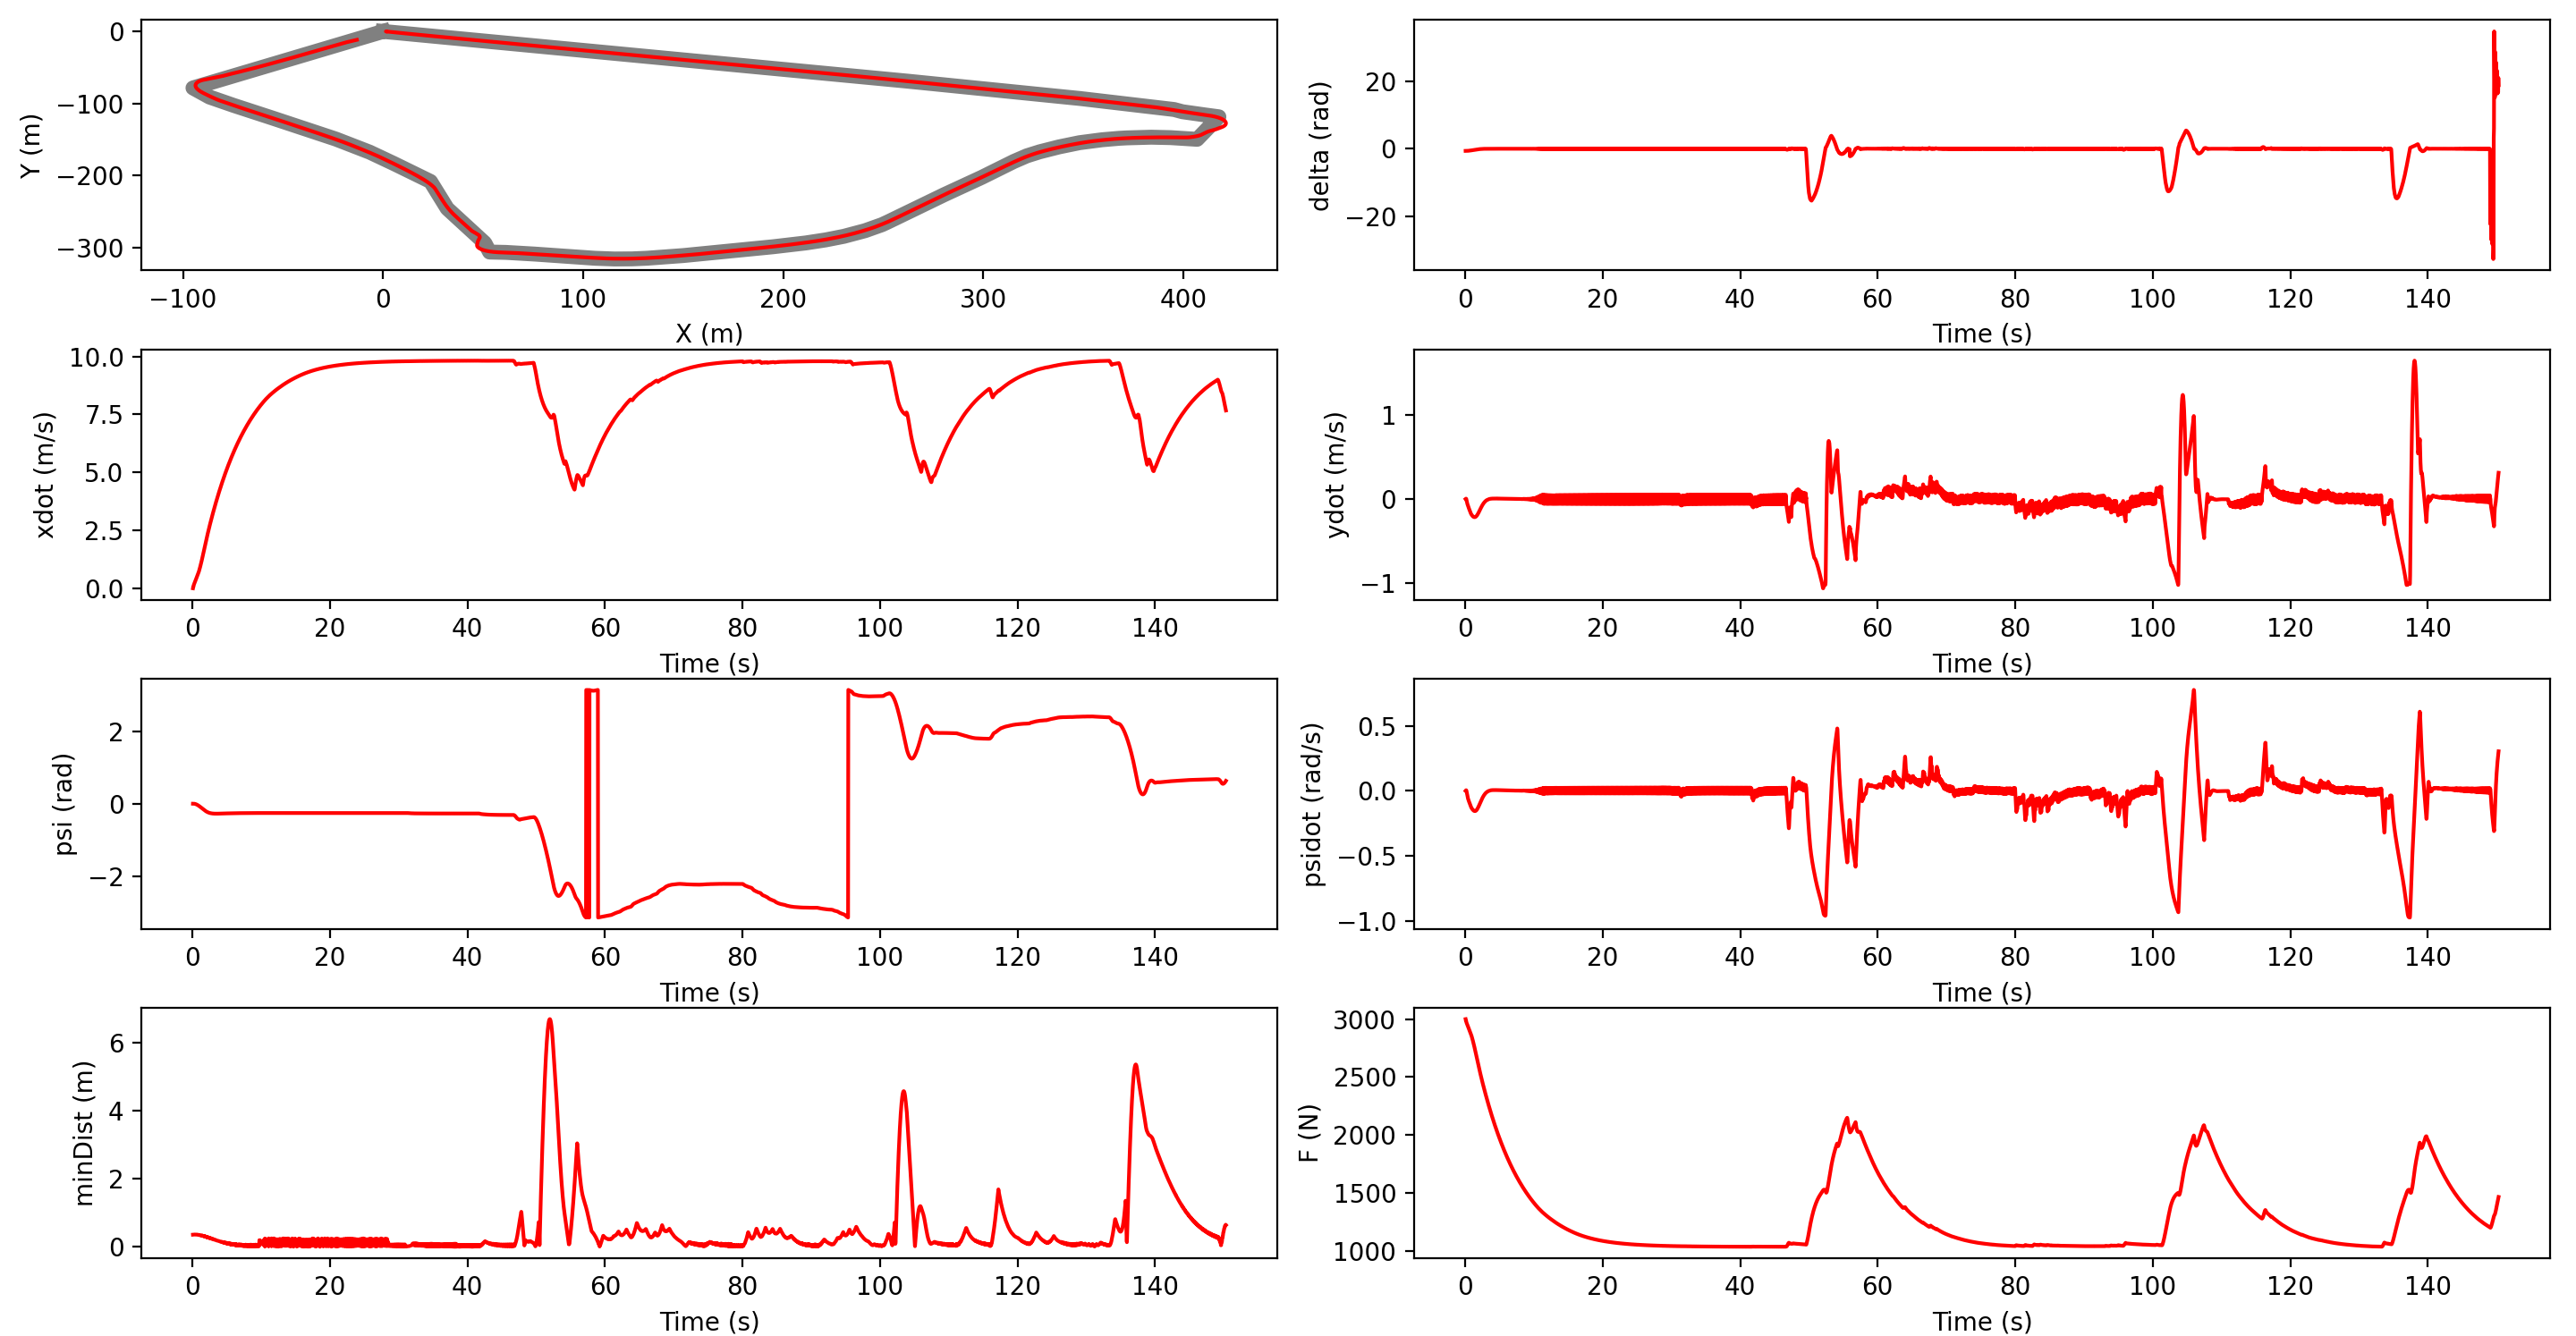 0
−100
−200
−300
Y (m)
−100 0 100 200 300 400
X (m)
20
0
−20
delta (rad)
0 20 40 60 80 100 120 140
Time (s)
10.0
7.5
5.0
2.5
0.0
xdot (m/s)
0 20 40 60 80 100 120 140
Time (s)
1
0
−1
ydot (m/s)
0 20 40 60 80 100 120 140
Time (s)
2
0
−2
psi (rad)
0 20 40 60 80 100 120 140
Time (s)
0.5
0.0
−0.5
−1.0
psidot (rad/s)
0 20 40 60 80 100 120 140
Time (s)
6
4
2
0
minDist (m)
0 20 40 60 80 100 120 140
Time (s)
3000
2500
2000
1500
1000
F (N)
0 20 40 60 80 100 120 140
Time (s)